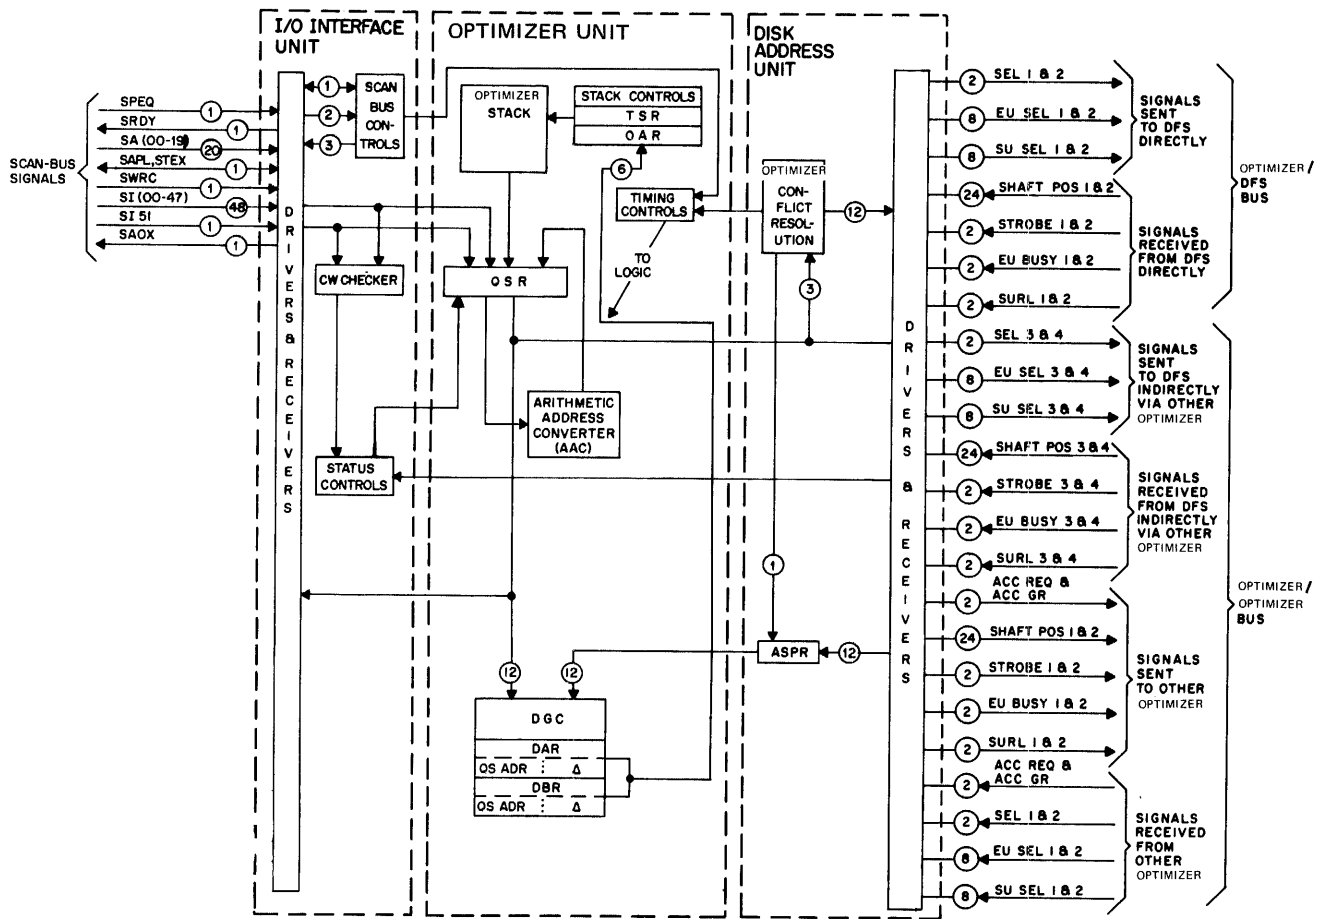 I/O INTERFACE
UNIT
OPTIMIZER UNIT
DISK
ADDRESS
UNIT
SCAN-BUS
SIGNALS
SPEQ
1
SRDY
1
SA (00-19)
20
SAPL,STEX
1
SWRC
1
SI (00-47)
48
SI 51
1
SAOX
1
DRIVERS & RECEIVERS
1
2
3
SCAN
BUS
CON-
TROLS
CW CHECKER
STATUS
CONTROLS
OPTIMIZER
STACK
STACK CONTROLS
TSR
OAR
6
TIMING
CONTROLS
TO
LOGIC
QSR
ARITHMETIC
ADDRESS
CONVERTER
(AAC)
12
12
DGC
DAR
QS ADR
Δ
DBR
QS ADR
Δ
OPTIMIZER
CON-
FLICT
RESOL-
UTION
12
3
1
ASPR
12
DRIVERS & RECEIVERS
2 SEL 1 & 2
8 EU SEL 1 & 2
8 SU SEL 1 & 2
SIGNALS
SENT
TO DFS
DIRECTLY
24 SHAFT POS 1 & 2
2 STROBE 1 & 2
2 EU BUSY 1 & 2
2 SURL 1 & 2
SIGNALS
RECEIVED
FROM DFS
DIRECTLY
OPTIMIZER /
DFS
BUS
2 SEL 3 & 4
8 EU SEL 3 & 4
8 SU SEL 3 & 4
SIGNALS
SENT
TO DFS
INDIRECTLY
VIA OTHER
OPTIMIZER
24 SHAFT POS 3 & 4
2 STROBE 3 & 4
2 EU BUSY 3 & 4
2 SURL 3 & 4
SIGNALS
RECEIVED
FROM DFS
INDIRECTLY
VIA OTHER
OPTIMIZER
ACC REQ &
2 ACC GR
24 SHAFT POS 1 & 2
2 STROBE 1 & 2
2 EU BUSY 1 & 2
2 SURL 1 & 2
SIGNALS
SENT
TO OTHER
OPTIMIZER
ACC REQ &
2 ACC GR
2 SEL 1 & 2
8 EU SEL 1 & 2
8 SU SEL 1 & 2
SIGNALS
RECEIVED
FROM
OTHER
OPTIMIZER
OPTIMIZER /
OPTIMIZER
BUS